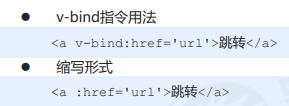 ● v-bind指令用法
<a v-bind:href='url'>跳转</a>
● 缩写形式
<a :href='url'>跳转</a>